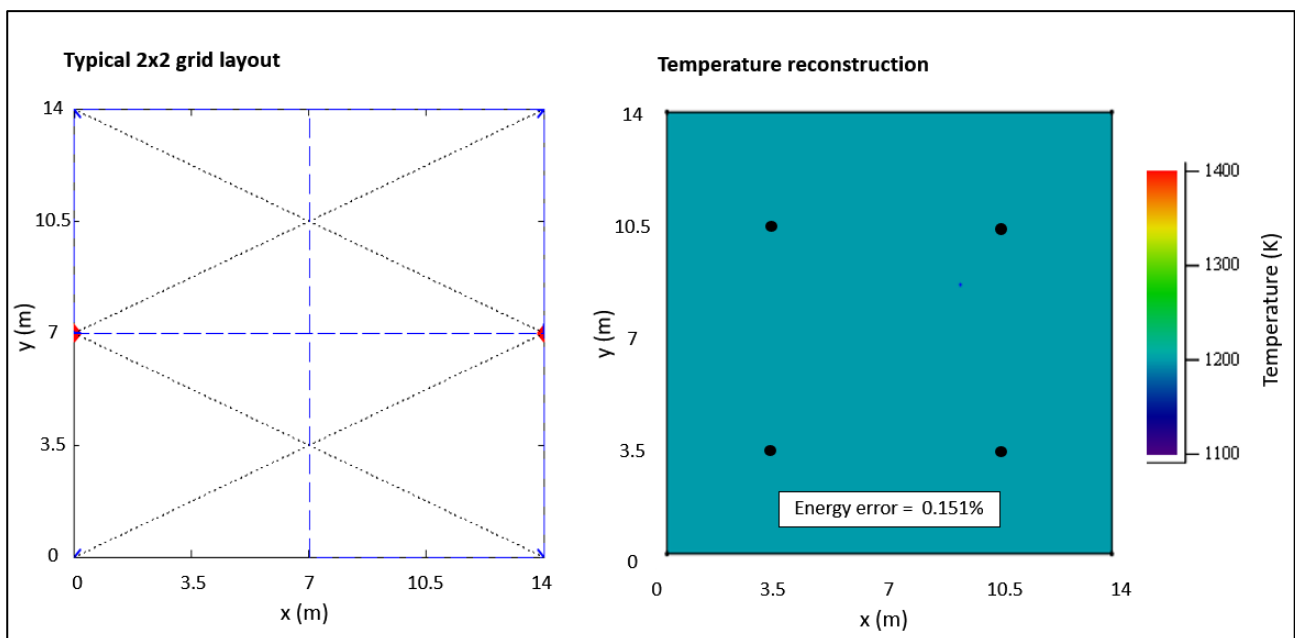 Typical 2x2 grid layout
14
10.5
7
3.5
0
y (m)
0 3.5 7 10.5 14
x (m)
Temperature reconstruction
14
10.5
7
3.5
0
y (m)
Energy error = 0.151%
0 3.5 7 10.5 14
x (m)
1400
1300
1200
1100
Temperature (K)